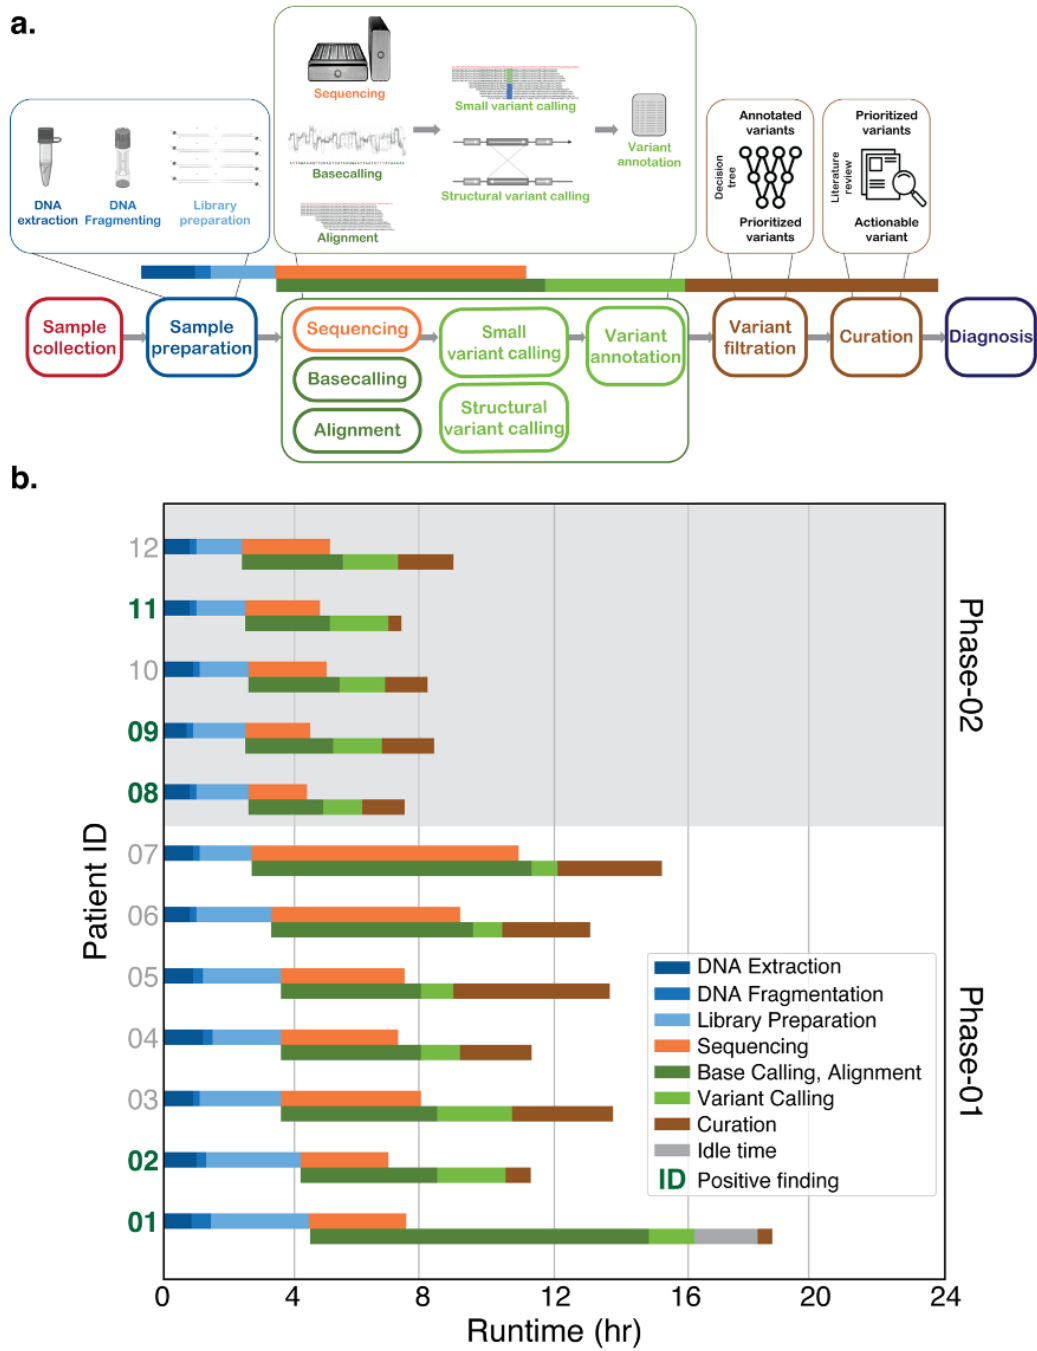 a.
Sequencing
Basecalling
Alignment
Small variant calling
Structural variant calling
Variant
annotation
DNA
extraction
DNA
Fragmenting
Library
preparation
Annotated
variants
Decision
tree
Prioritized
variants
Prioritized
variants
Literature
review
Actionable
variant
Sample
collection
Sample
preparation
Sequencing
Basecalling
Alignment
Small
variant calling
Structural
variant calling
Variant
annotation
Variant
filtration
Curation
Diagnosis
b.
Patient ID
12
11
10
09
08
07
06
05
04
03
02
01
Phase-02
Phase-01
DNA Extraction
DNA Fragmentation
Library Preparation
Sequencing
Base Calling, Alignment
Variant Calling
Curation
Idle time
ID Positive finding
0 4 8 12 16 20 24
Runtime (hr)